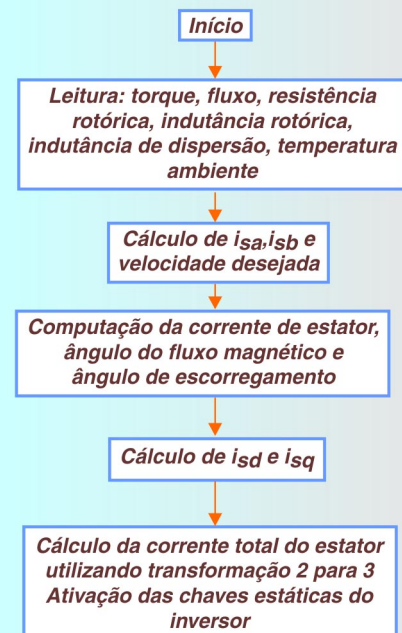 Início
Leitura: torque, fluxo, resistência
rotórica, indutância rotórica,
indutância de dispersão, temperatura
ambiente
Cálculo de isa,isb e
velocidade desejada
Computação da corrente de estator,
ângulo do fluxo magnético e
ângulo de escorregamento
Cálculo de isd e isq
Cálculo da corrente total do estator
utilizando transformação 2 para 3
Ativação das chaves estáticas do
inversor